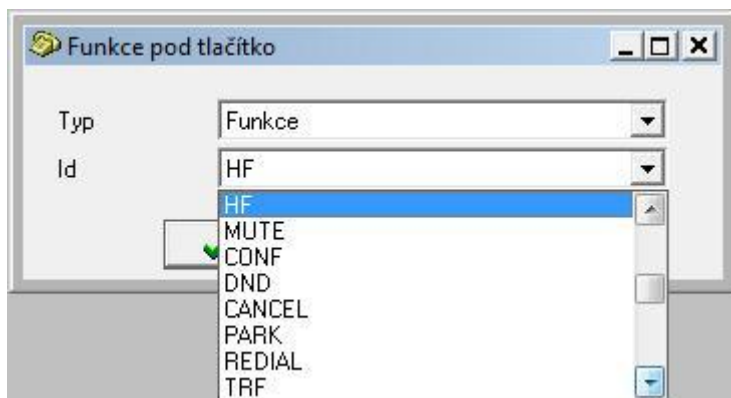 Funkce pod tlačítko
Typ
Funkce
Id
HF
HF
MUTE
CONF
DND
CANCEL
PARK
REDIAL
TRF